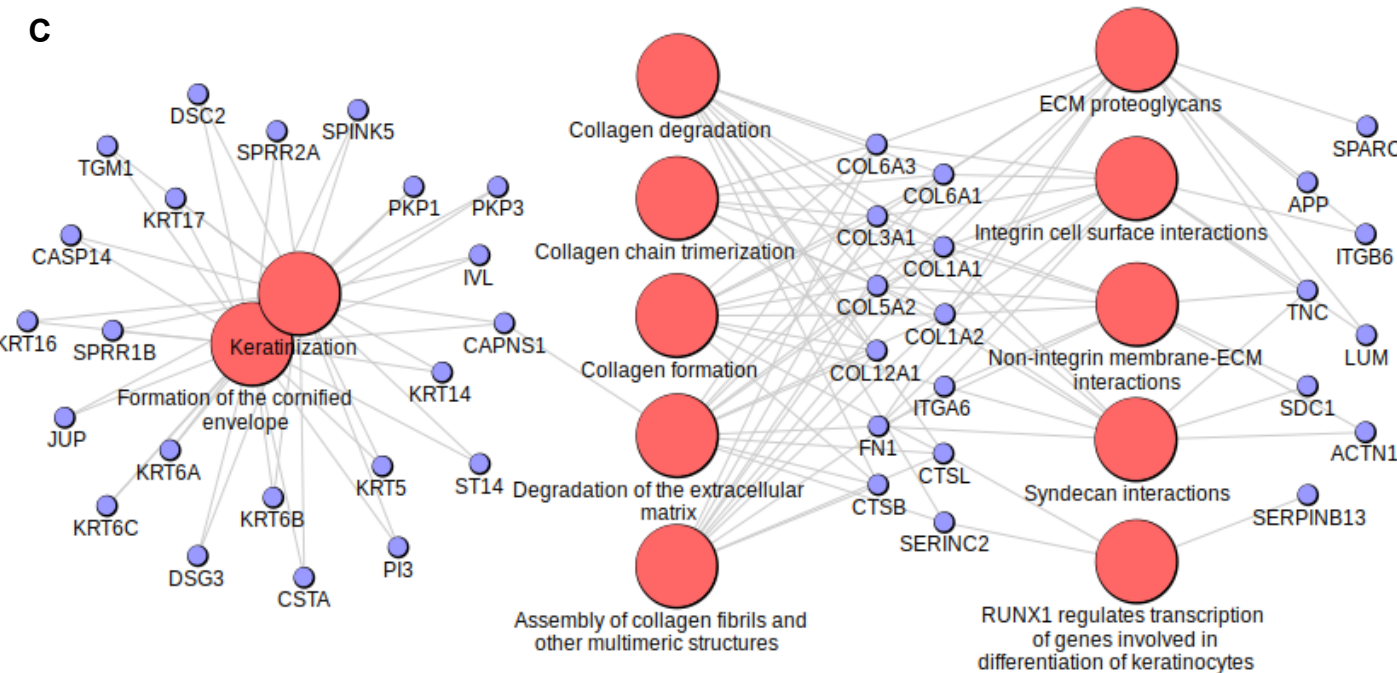 C
DSC2
SPINK5
SPRR2A
TGM1
KRT17
PKP1
PKP3
CASP14
IVL
KRT16
SPRR1B
Keratinization
CAPNS1
KRT14
Formation of the cornified
envelope
JUP
KRT6A
KRT5
ST14
KRT6C
KRT6B
DSG3
PI3
CSTA
Collagen degradation
Collagen chain trimerization
Collagen formation
Degradation of the extracellular
matrix
Assembly of collagen fibrils and
other multimeric structures
COL6A3
COL6A1
COL3A1
COL1A1
COL5A2
COL1A2
COL12A1
ITGA6
FN1
CTSL
CTSB
SERINC2
ECM proteoglycans
Integrin cell surface interactions
Non-integrin membrane-ECM
interactions
Syndecan interactions
RUNX1 regulates transcription
of genes involved in
differentiation of keratinocytes
SPARC
APP
ITGB6
TNC
LUM
SDC1
ACTN1
SERPINB13